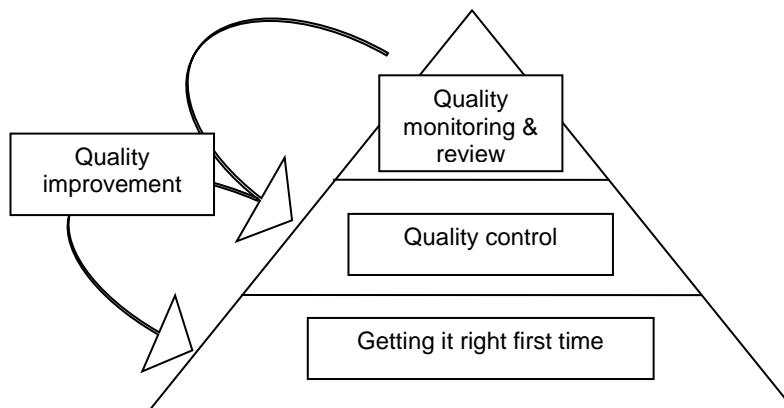 Quality
monitoring &
review
Quality
improvement
Quality control
Getting it right first time